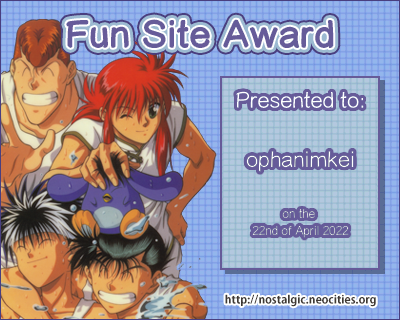 Fun Site Award
Presented to:
ophanimkei
on the
22nd of April 2022
http://nostalgic.neocities.org